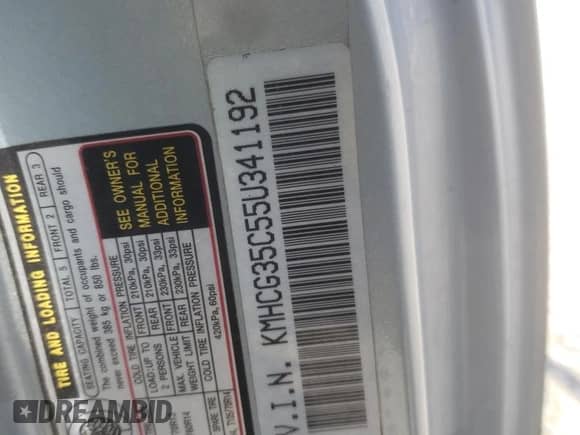 TIRE AND LOADING INFORMATION
SEATING CAPACITY TOTAL 5 FRONT 2 REAR 3
The combined weight of occupants and cargo should
never exceed 385 kg or 850 lbs.
COLD TIRE INFLATION PRESSURE
LOAD-UP TO 2 PERSONS FRONT 210kPa, 30psi
REAR 210kPa, 30psi
MAX. VEHICLE WEIGHT LIMIT FRONT 230kPa, 33psi
REAR 230kPa, 33psi
SPARE TIRE COLD TIRE INFLATION PRESSURE
420kPa, 60psi
SEE OWNER'S
MANUAL FOR
ADDITIONAL
INFORMATION
V.I.N. KMHCG35C55U341192
DREAMBID